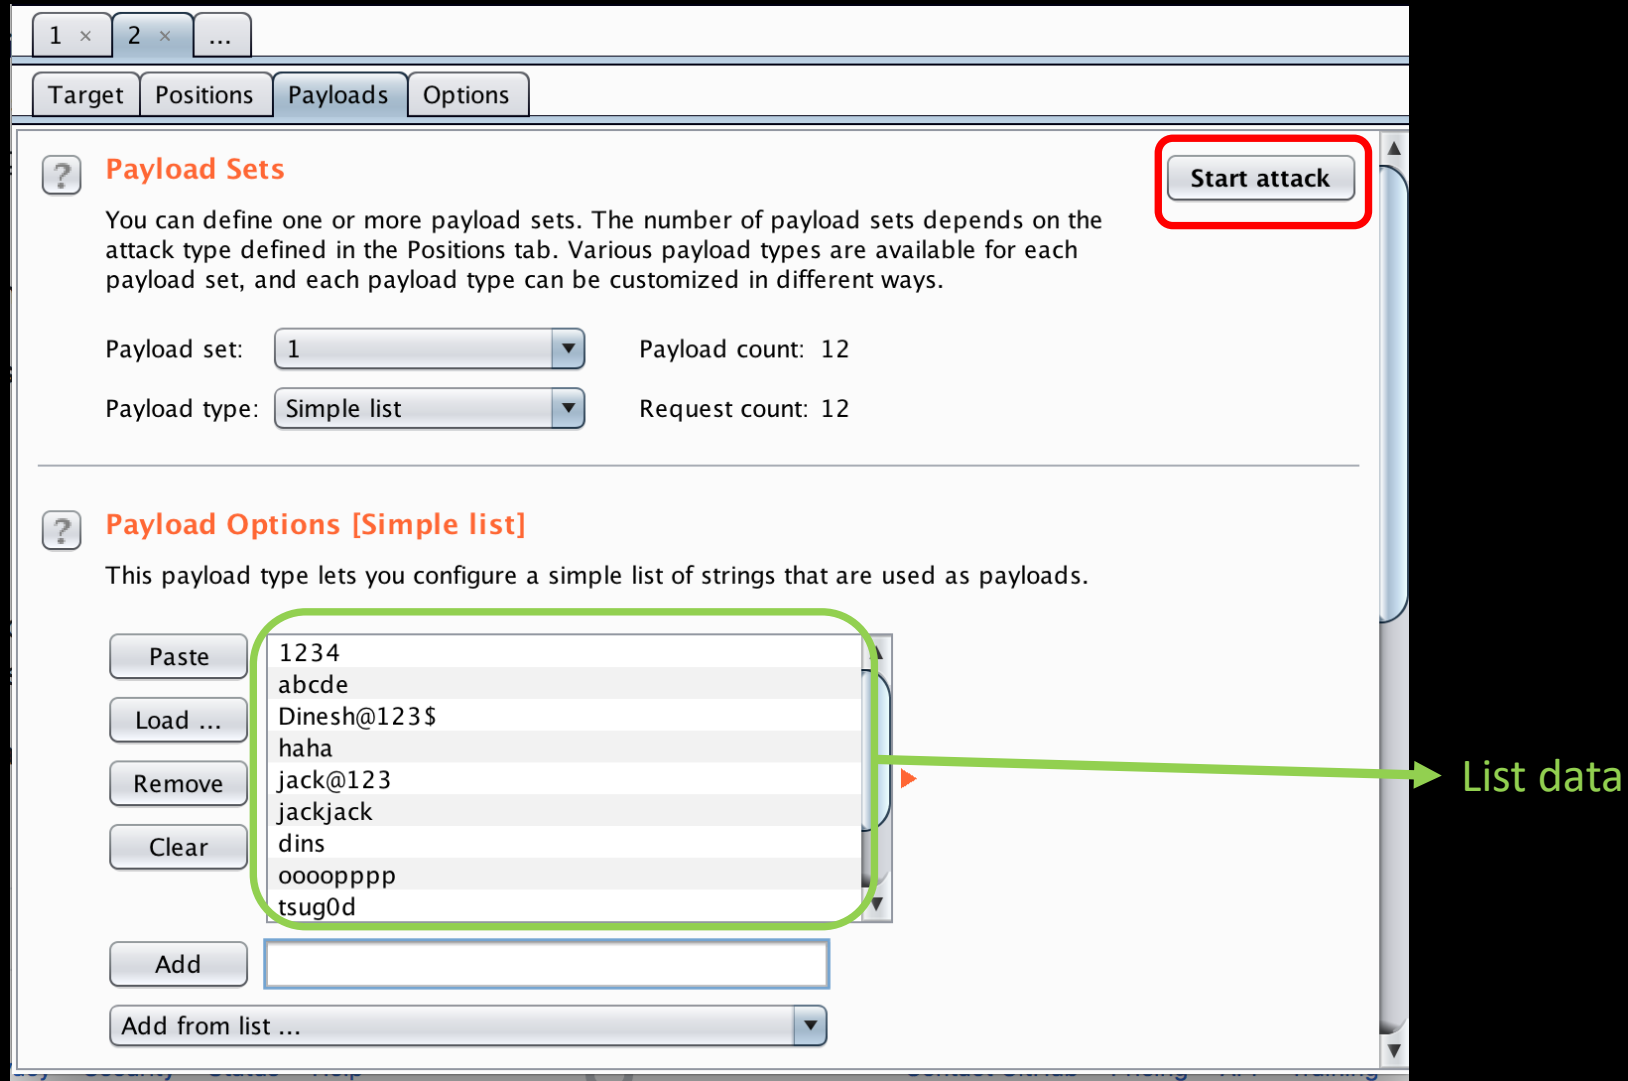 1 × 2 × ...
Target Positions Payloads Options
? Payload Sets
Start attack
You can define one or more payload sets. The number of payload sets depends on the
attack type defined in the Positions tab. Various payload types are available for each
payload set, and each payload type can be customized in different ways.
Payload set: 1 Payload count: 12
Payload type: Simple list Request count: 12
? Payload Options [Simple list]
This payload type lets you configure a simple list of strings that are used as payloads.
Paste
Load ...
Remove
Clear
1234
abcde
Dinesh@123$
haha
jack@123
jackjack
dins
oooopppp
tsug0d
List data
Add
Add from list ...